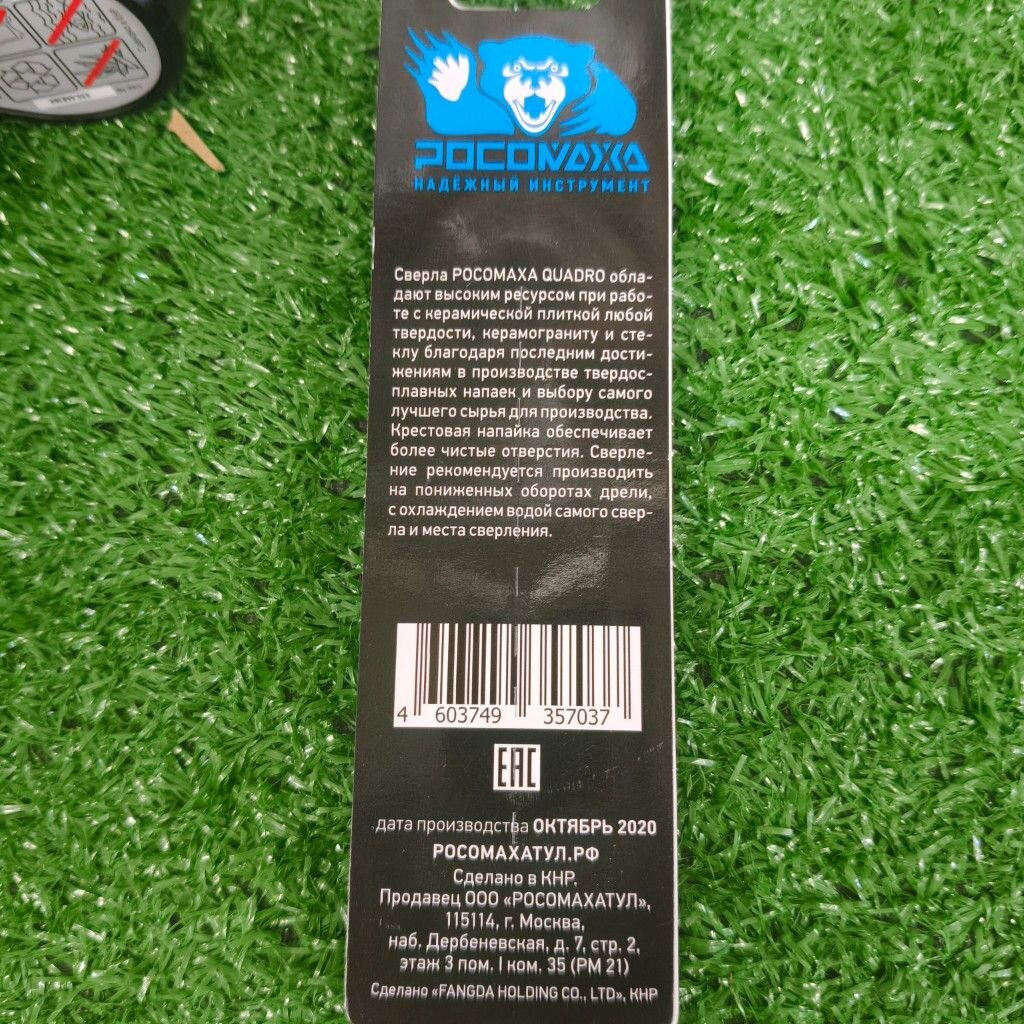 РОСОМАХА
НАДЁЖНЫЙ ИНСТРУМЕНТ
Сверла РОСОМАХА QUADRO обла-
дают высоким ресурсом при рабо-
те с керамической плиткой любой
твердости, керамограниту и сте-
клу благодаря последним дости-
жениям в производстве твердос-
плавных напаек и выбору самого
лучшего сырья для производства.
Крестовая напайка обеспечивает
более чистые отверстия. Сверле-
ние рекомендуется производить
на пониженных оборотах дрели,
с охлаждением водой самого свер-
ла и места сверления.
4 603749 357037
EAC
дата производства ОКТЯБРЬ 2020
РОСОМАХАТУЛ.РФ
Сделано в КНР.
Продавец ООО «РОСОМАХАТУЛ»,
115114, г. Москва,
наб. Дербеневская, д. 7, стр. 2,
этаж 3 пом. I ком. 35 (РМ 21)
Сделано «FANGDA HOLDING CO., LTD», КНР